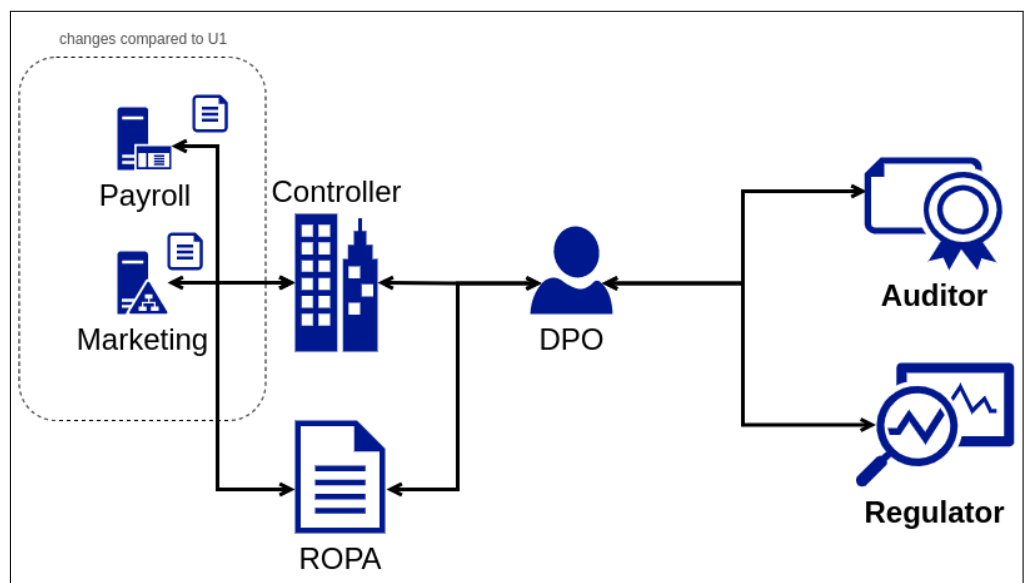 changes compared to U1
Payroll
Controller
Marketing
DPO
Auditor
Regulator
ROPA